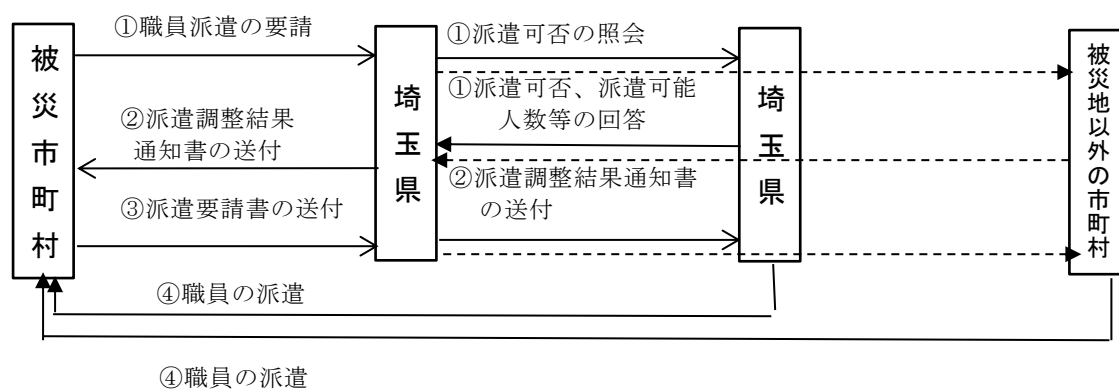 ①職員派遣の要請
①派遣可否の照会
被災市町村
埼玉県
埼玉県
被災地以外の市町村
①派遣可否、派遣可能
人数等の回答
②派遣調整結果
通知書の送付
②派遣調整結果通知書
の送付
③派遣要請書の送付
④職員の派遣
④職員の派遣